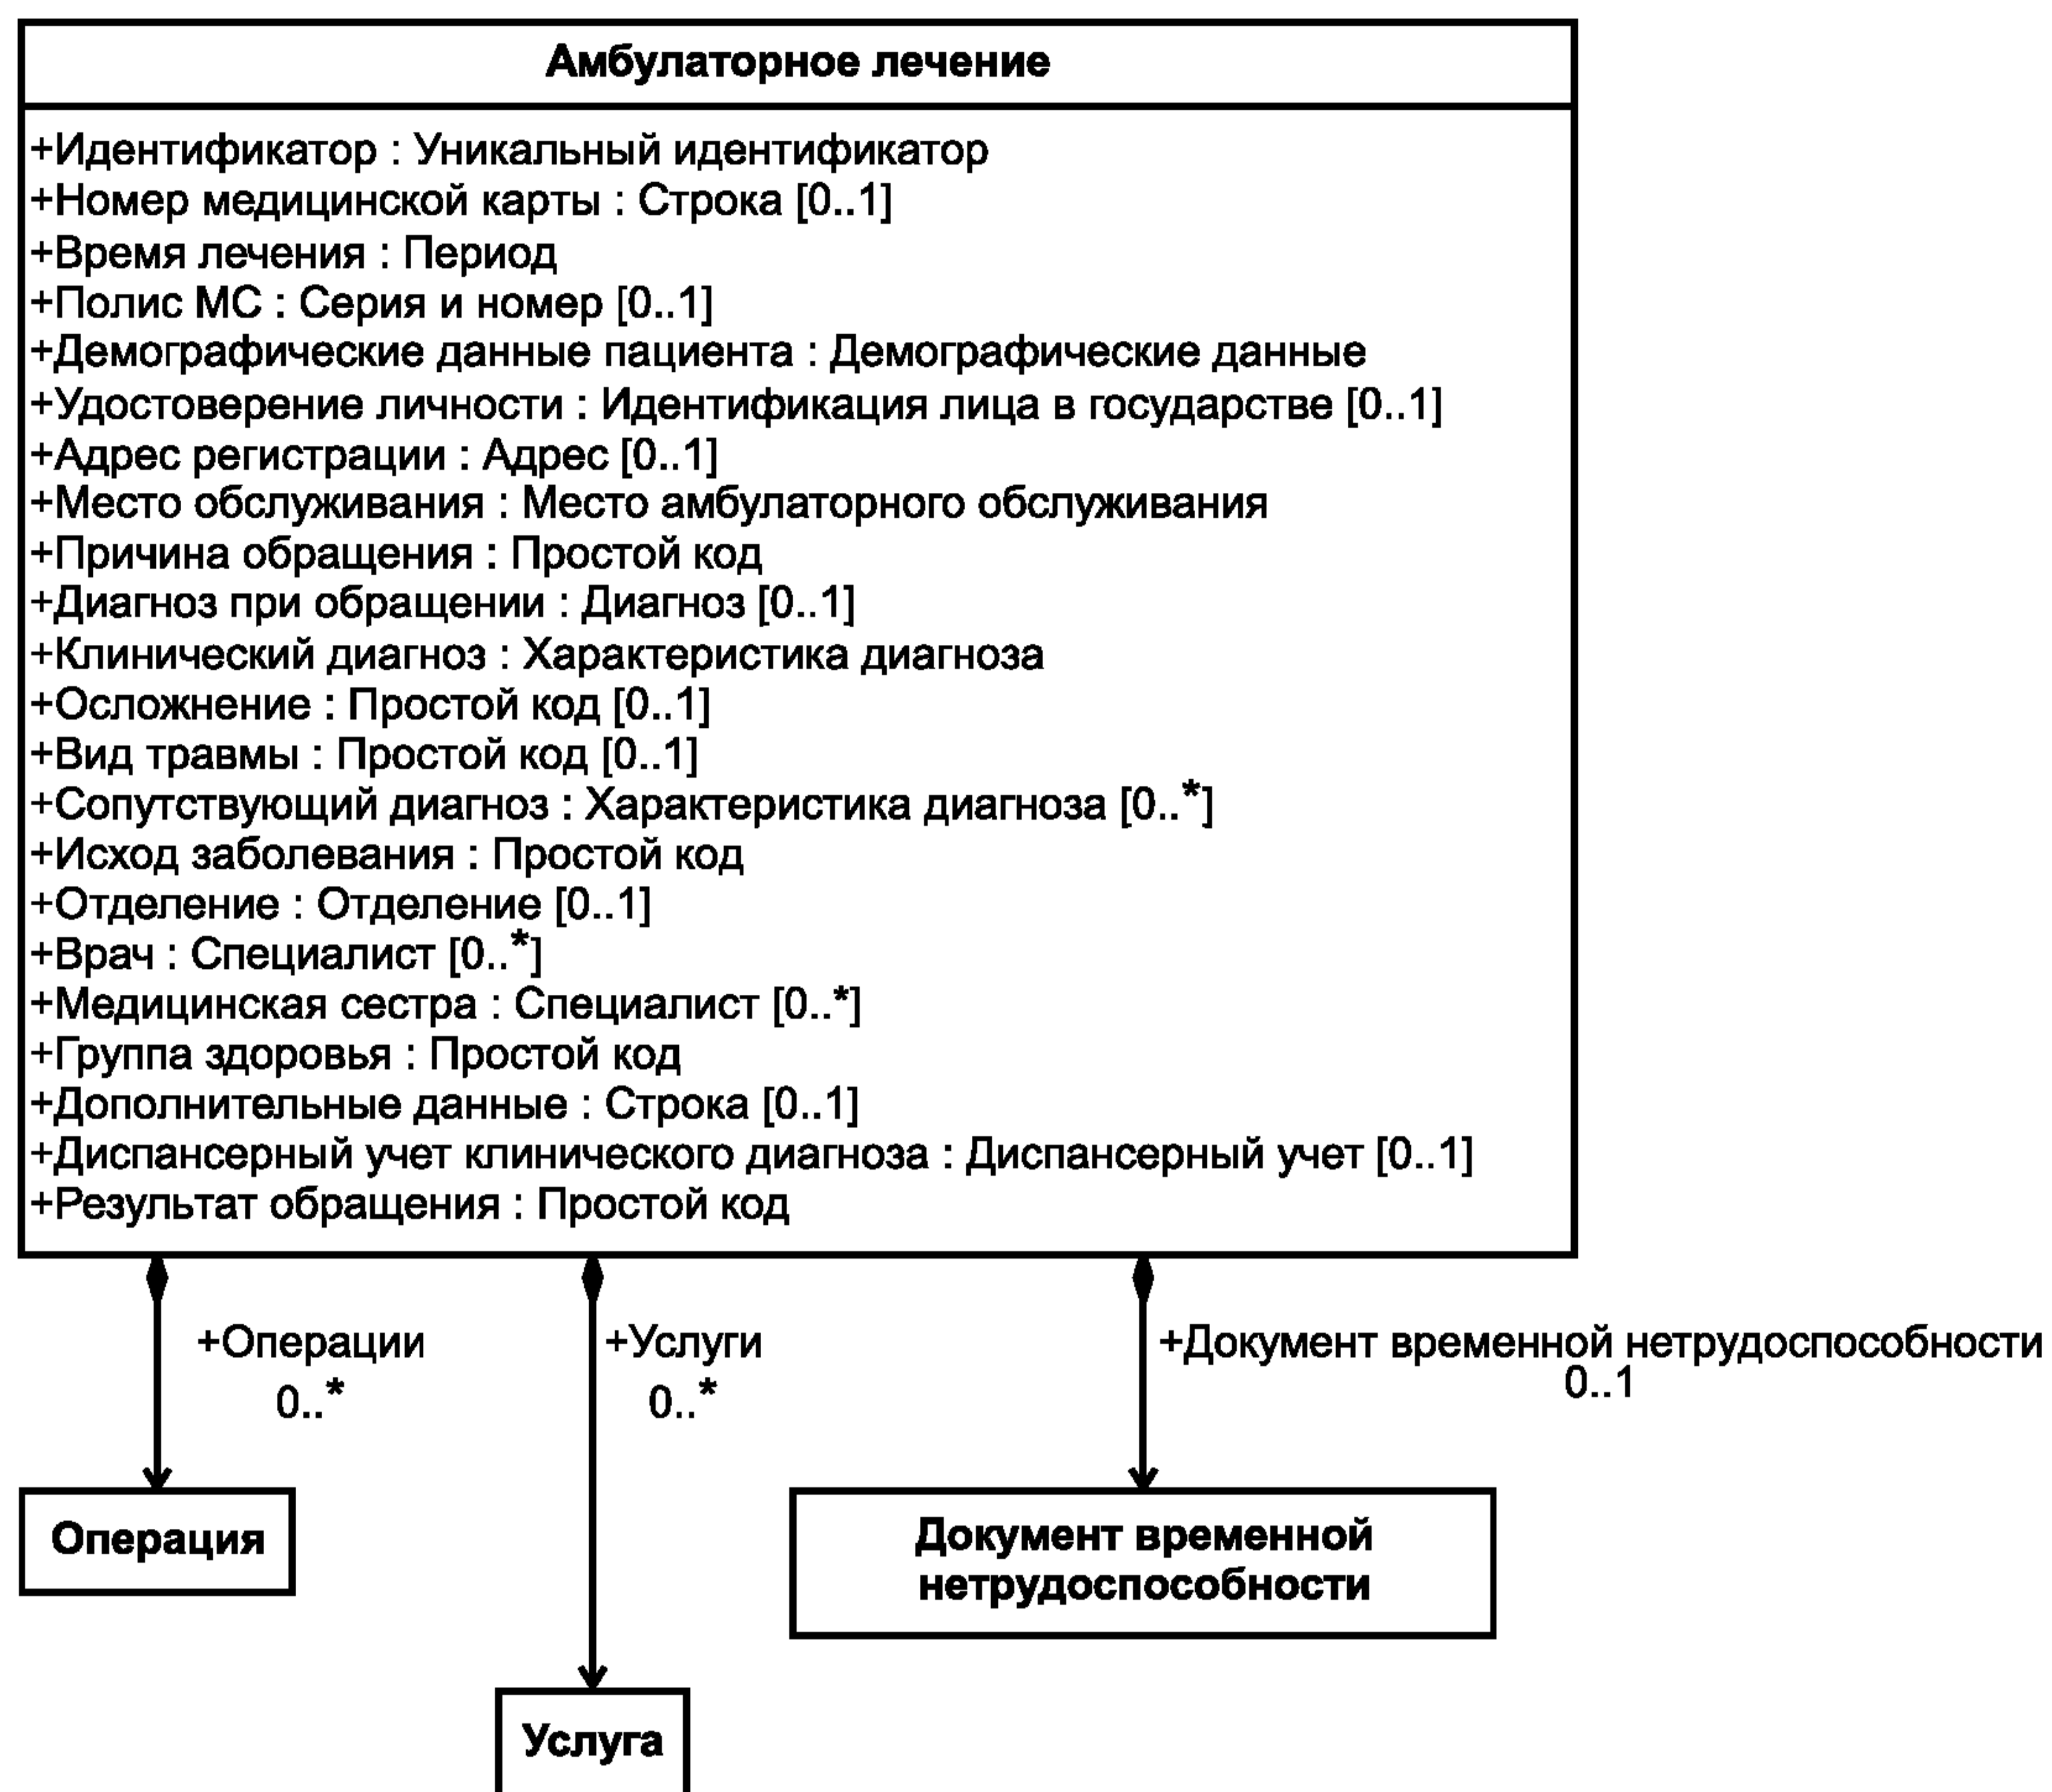 Амбулаторное лечение
+Идентификатор : Уникальный идентификатор
+Номер медицинской карты : Строка [0..1]
+Время лечения : Период
+Полис МС : Серия и номер [0..1]
+Демографические данные пациента : Демографические данные
+Удостоверение личности : Идентификация лица в государстве [0..1]
+Адрес регистрации : Адрес [0..1]
+Место обслуживания : Место амбулаторного обслуживания
+Причина обращения : Простой код
+Диагноз при обращении : Диагноз [0..1]
+Клинический диагноз : Характеристика диагноза
+Осложнение : Простой код [0..1]
+Вид травмы : Простой код [0..1]
+Сопутствующий диагноз : Характеристика диагноза [0..*]
+Исход заболевания : Простой код
+Отделение : Отделение [0..1]
+Врач : Специалист [0..*]
+Медицинская сестра : Специалист [0..*]
+Группа здоровья : Простой код
+Дополнительные данные : Строка [0..1]
+Диспансерный учет клинического диагноза : Диспансерный учет [0..1]
+Результат обращения : Простой код
+Операции
0..*
+Услуги
0..*
+Документ временной нетрудоспособности
0..1
Операция
Документ временной
нетрудоспособности
Услуга